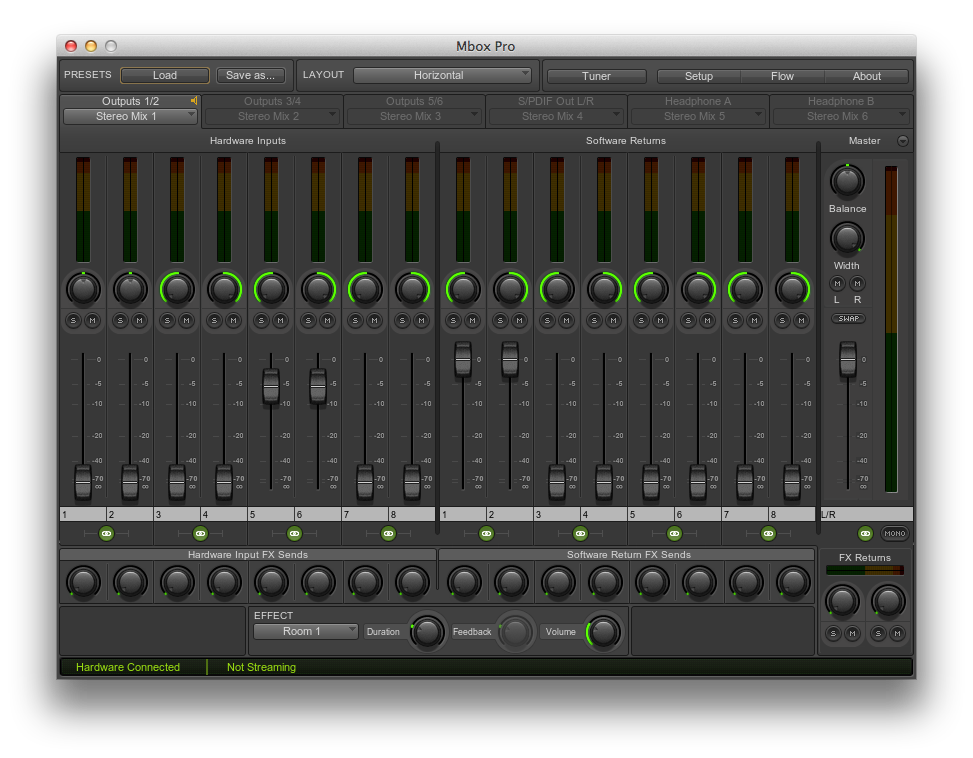 Mbox Pro
PRESETS Load Save as... LAYOUT Horizontal Tuner Setup Flow About
Outputs 1/2 Outputs 3/4 Outputs 5/6 S/PDIF Out L/R Headphone A Headphone B
Stereo Mix 1 Stereo Mix 2 Stereo Mix 3 Stereo Mix 4 Stereo Mix 5 Stereo Mix 6
Hardware Inputs Software Returns Master
Balance
Width
M M
L R
S M S M S M S M S M S M S M S M S M S M S M S M S M S M S M S M
SWAP
0 0 0 0 0 0 0 0 0 0 0 0 0 0 0 0 0
-5 -5 -5 -5 -5 -5 -5 -5 -5 -5 -5 -5 -5 -5 -5 -5 -5
-10 -10 -10 -10 -10 -10 -10 -10 -10 -10 -10 -10 -10 -10 -10 -10 -10
-20 -20 -20 -20 -20 -20 -20 -20 -20 -20 -20 -20 -20 -20 -20 -20 -20
-40 -40 -40 -40 -40 -40 -40 -40 -40 -40 -40 -40 -40 -40 -40 -40 -40
-70 -70 -70 -70 -70 -70 -70 -70 -70 -70 -70 -70 -70 -70 -70 -70 -70
∞ ∞ ∞ ∞ ∞ ∞ ∞ ∞ ∞ ∞ ∞ ∞ ∞ ∞ ∞ ∞ ∞
1 2 3 4 5 6 7 8 1 2 3 4 5 6 7 8 L/R
MONO
Hardware Input FX Sends Software Return FX Sends FX Returns
EFFECT
Room 1 Duration Feedback Volume S M S M
Hardware Connected Not Streaming